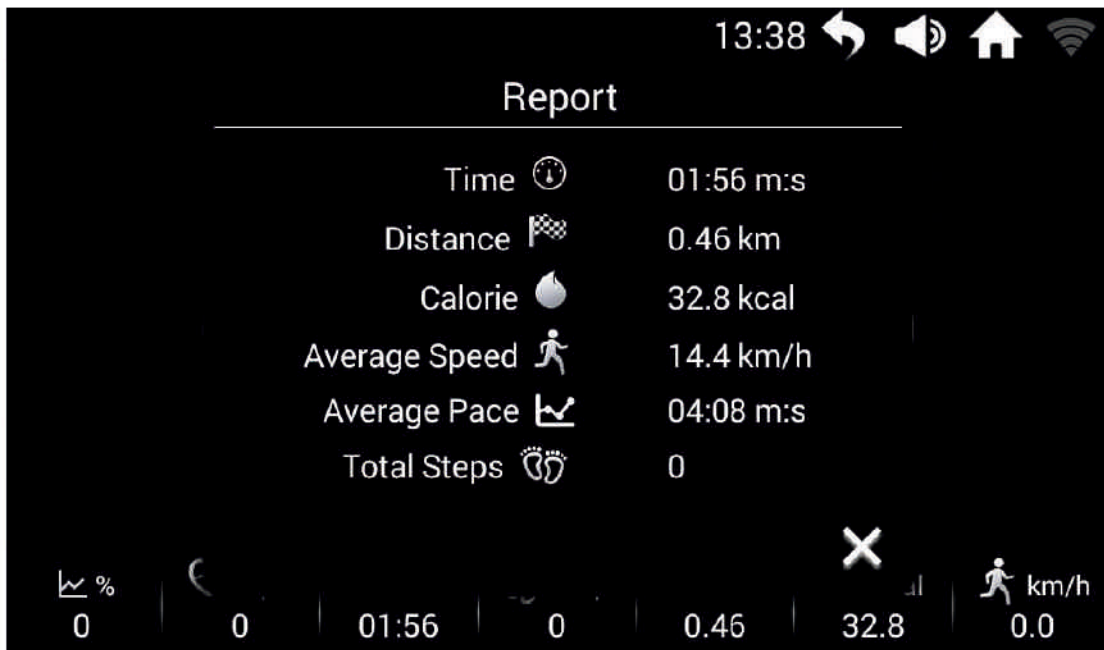 13:38
Report
Time 01:56 m:s
Distance 0.46 km
Calorie 32.8 kcal
Average Speed 14.4 km/h
Average Pace 04:08 m:s
Total Steps 0
% km/h
0 0 01:56 0 0.46 32.8 0.0